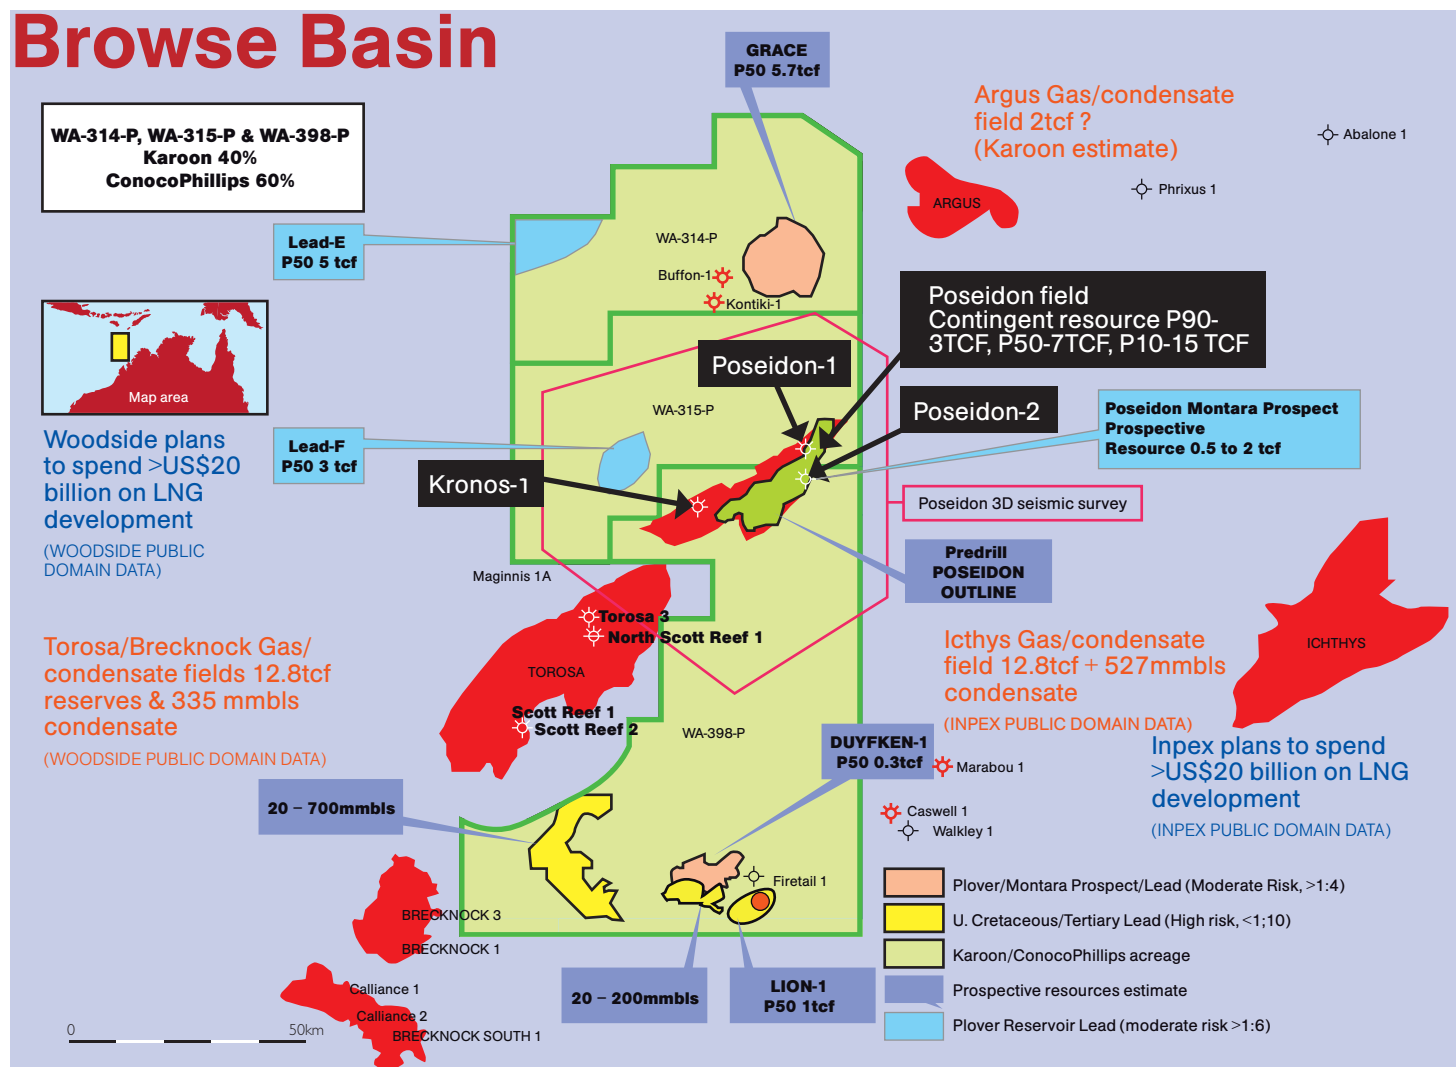 Browse Basin
GRACE
P50 5.7tcf
WA-314-P, WA-315-P & WA-398-P
Karoon 40%
ConocoPhillips 60%
Argus Gas/condensate
field 2tcf ?
(Karoon estimate)
Abalone 1
Phrixus 1
ARGUS
Lead-E
P50 5 tcf
WA-314-P
Buffon-1
Kontiki-1
Poseidon field
Contingent resource P90-
3TCF, P50-7TCF, P10-15 TCF
Map area
Poseidon-1
WA-315-P
Poseidon-2
Poseidon Montara Prospect
Prospective
Resource 0.5 to 2 tcf
Woodside plans
to spend >US$20
billion on LNG
development
(WOODSIDE PUBLIC
DOMAIN DATA)
Lead-F
P50 3 tcf
Kronos-1
Poseidon 3D seismic survey
Predrill
POSEIDON
OUTLINE
Maginnis 1A
Torosa 3
North Scott Reef 1
TOROSA
Scott Reef 1
Scott Reef 2
Torosa/Brecknock Gas/
condensate fields 12.8tcf
reserves & 335 mmbls
condensate
(WOODSIDE PUBLIC DOMAIN DATA)
Icthys Gas/condensate
field 12.8tcf + 527mmbls
condensate
(INPEX PUBLIC DOMAIN DATA)
ICHTHYS
Inpex plans to spend
>US$20 billion on LNG
development
(INPEX PUBLIC DOMAIN DATA)
WA-398-P
DUYFKEN-1
P50 0.3tcf
Marabou 1
Caswell 1
Walkley 1
20 – 700mmbls
Firetail 1
BRECKNOCK 3
BRECKNOCK 1
Calliance 1
Calliance 2
BRECKNOCK SOUTH 1
20 – 200mmbls
LION-1
P50 1tcf
Plover/Montara Prospect/Lead (Moderate Risk, >1:4)
U. Cretaceous/Tertiary Lead (High risk, <1;10)
Karoon/ConocoPhillips acreage
Prospective resources estimate
Plover Reservoir Lead (moderate risk >1:6)
0 50km